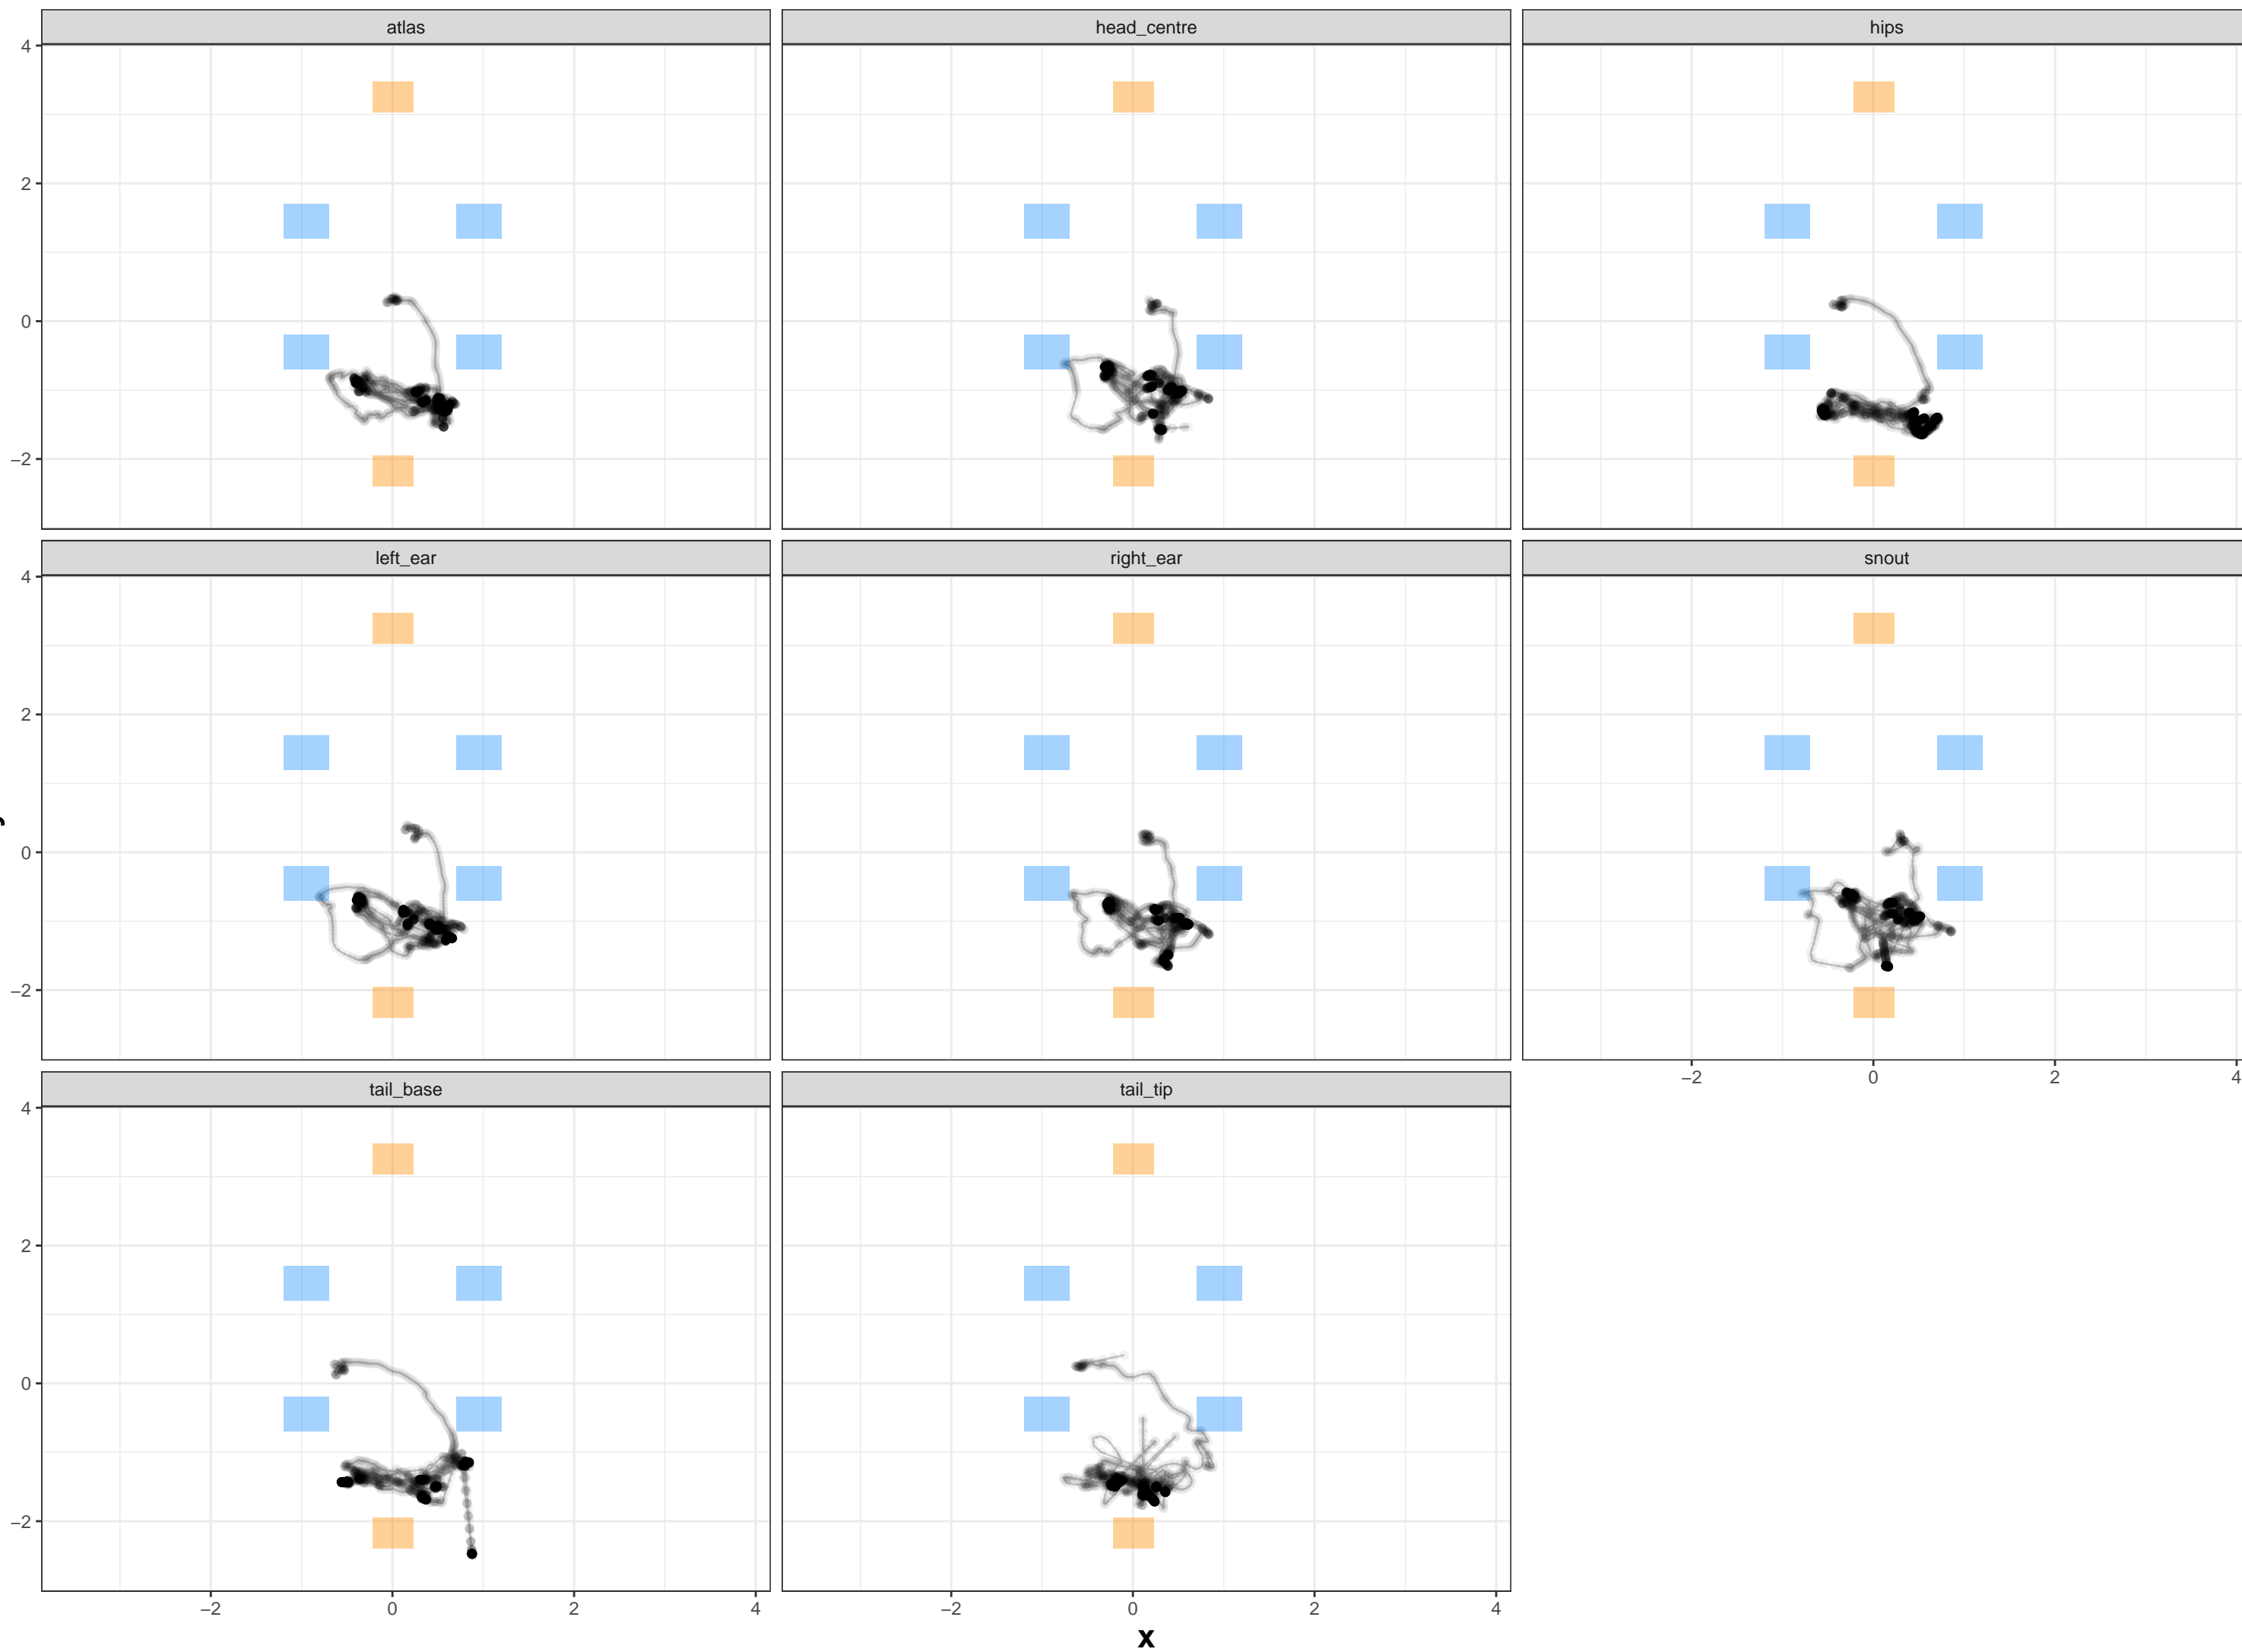 atlas head_centre hips
4
2
0
−2
left_ear right_ear snout
4
2
0
−2
−2 0 2 4
tail_base tail_tip
4
2
0
−2
−2 0 2 4 −2 0 2 4
x